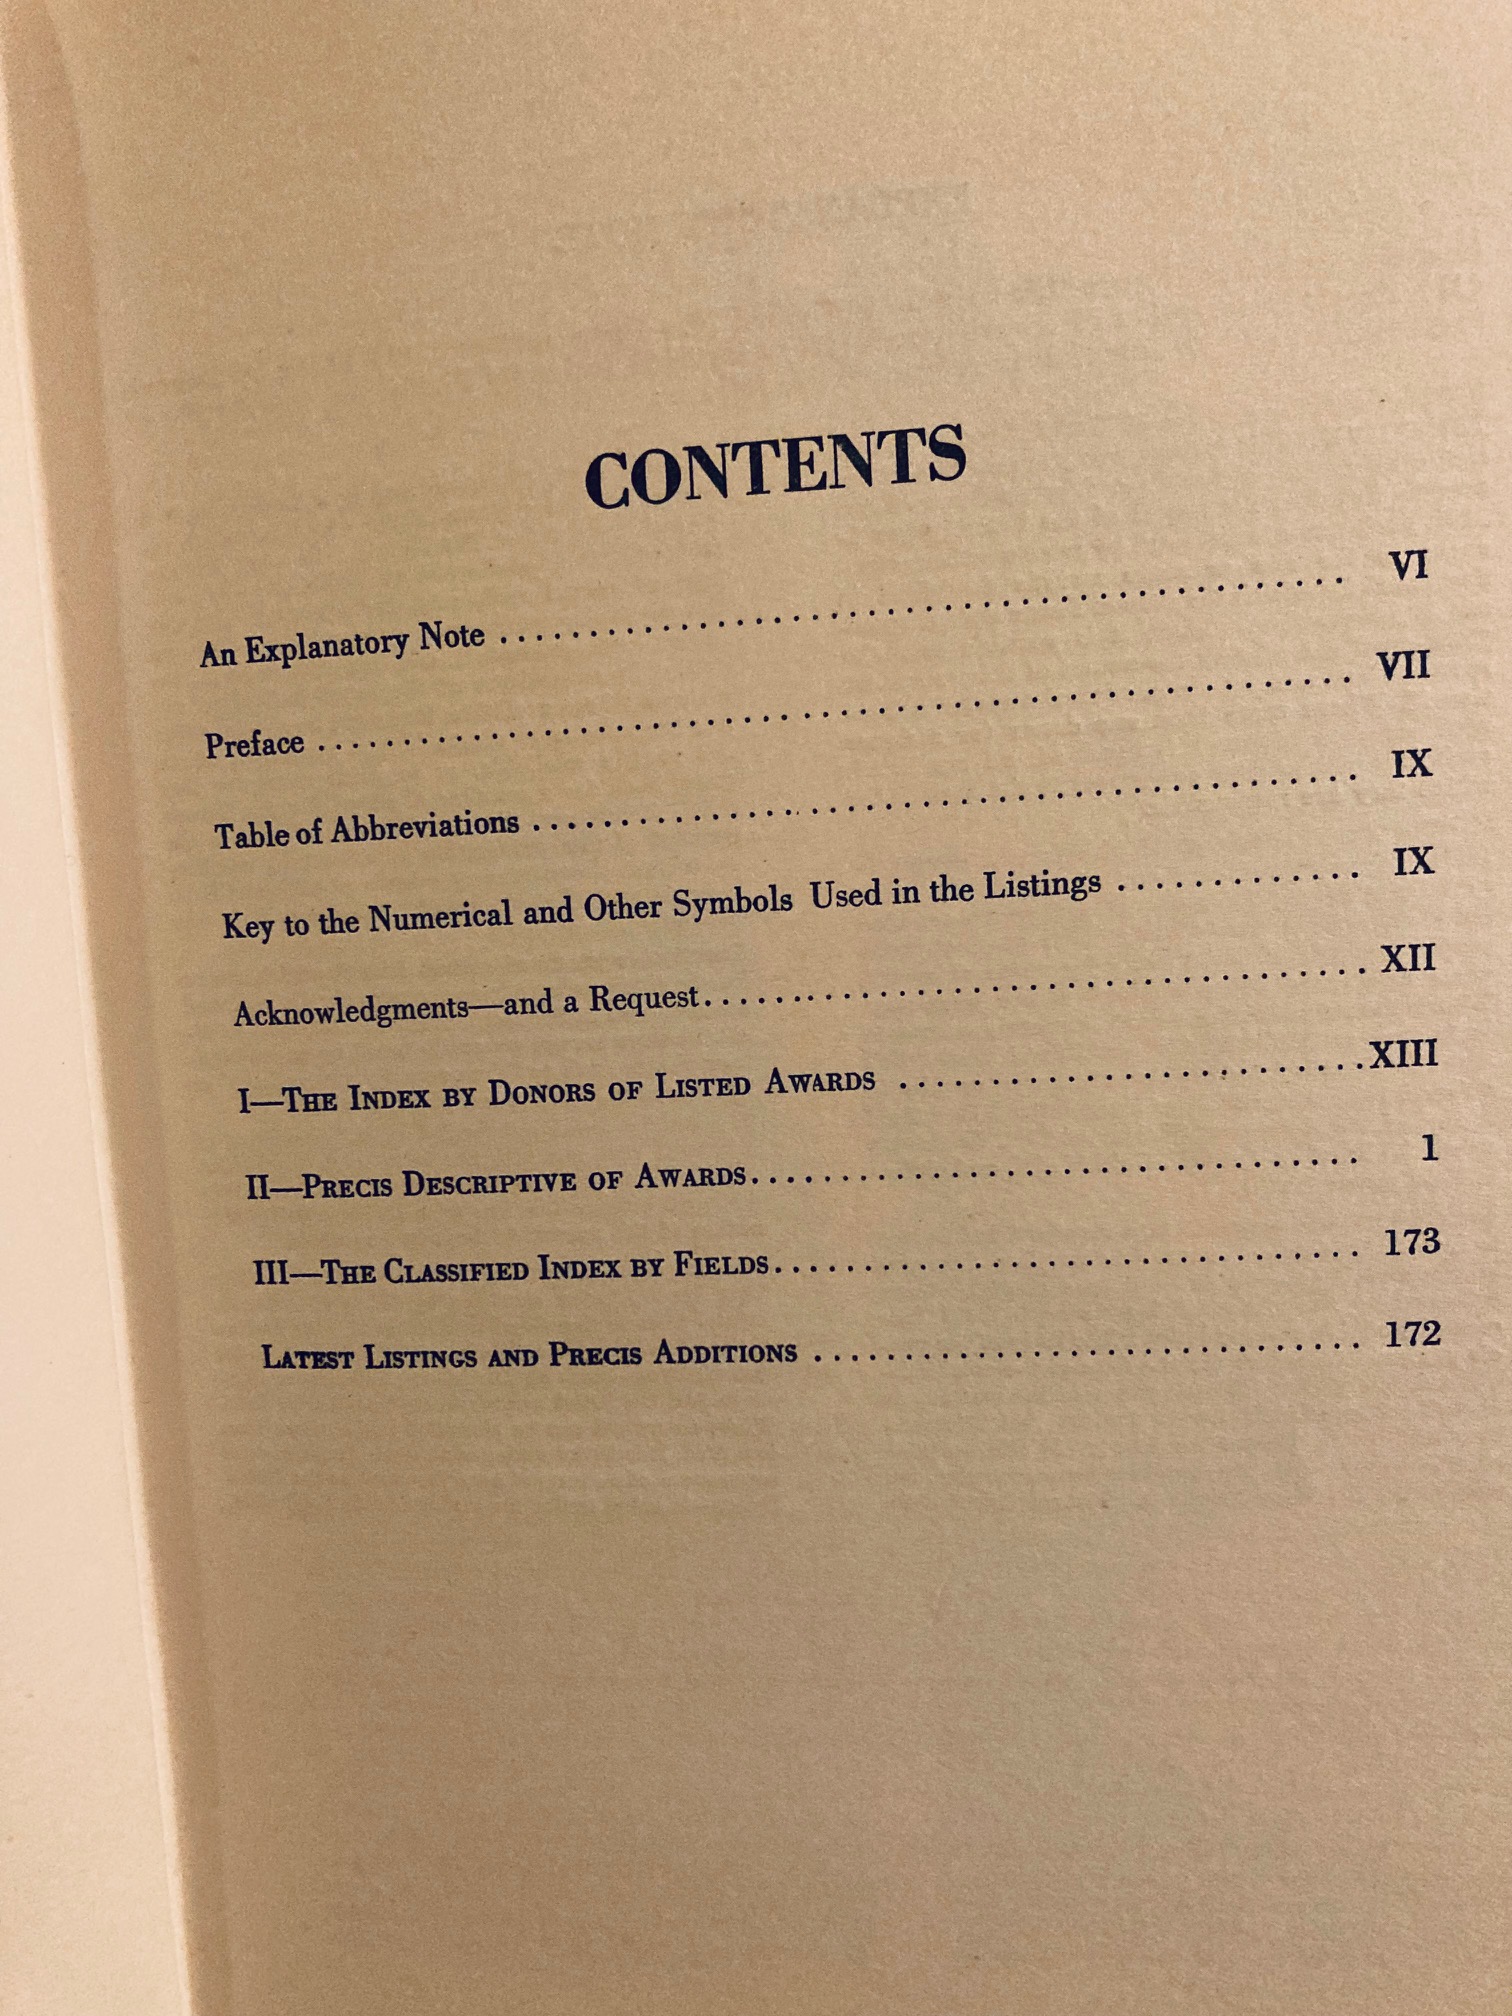 CONTENTS
An Explanatory Note ........................................ VI
Preface ........................................ VII
Table of Abbreviations ........................................ IX
Key to the Numerical and Other Symbols Used in the Listings ............. IX
Acknowledgments—and a Request........................................ XII
I—THE INDEX BY DONORS OF LISTED AWARDS ..........................XIII
II—PRECIS DESCRIPTIVE OF AWARDS.................................. 1
III—THE CLASSIFIED INDEX BY FIELDS................................ 173
LATEST LISTINGS AND PRECIS ADDITIONS ............................... 172